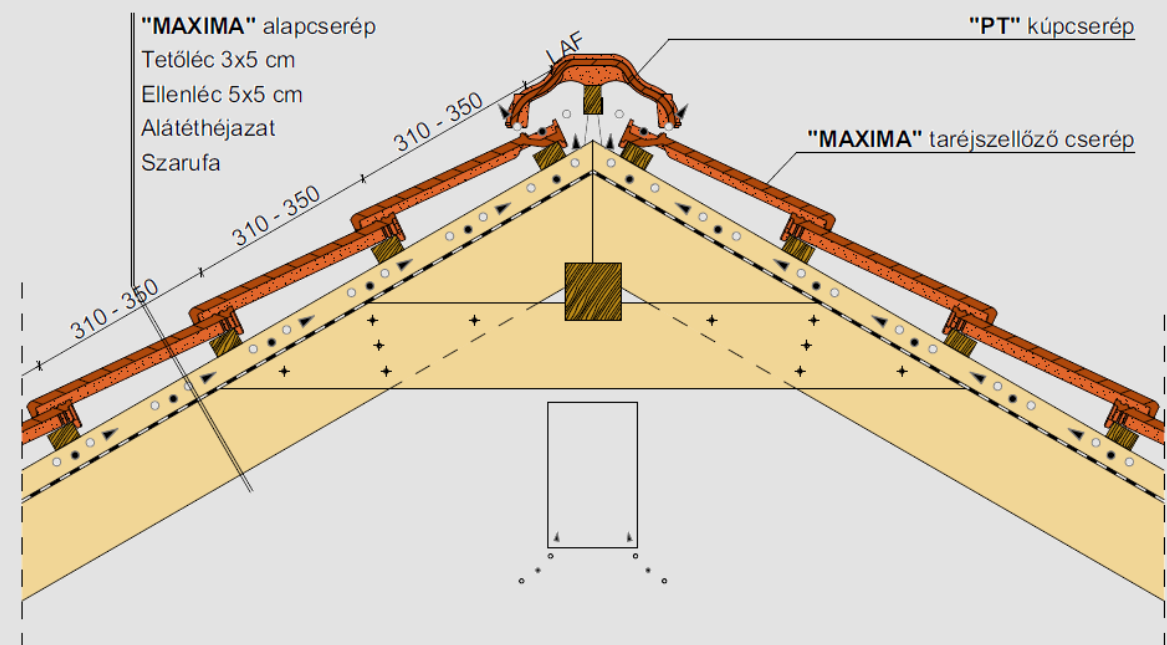 "MAXIMA" alapcserép
Tetőléc 3x5 cm
Ellenléc 5x5 cm
Alátéthéjazat
Szarufa
"PT" kúpcserép
"MAXIMA" taréjszellőző cserép
LAF
310 - 350
310 - 350
310 - 350